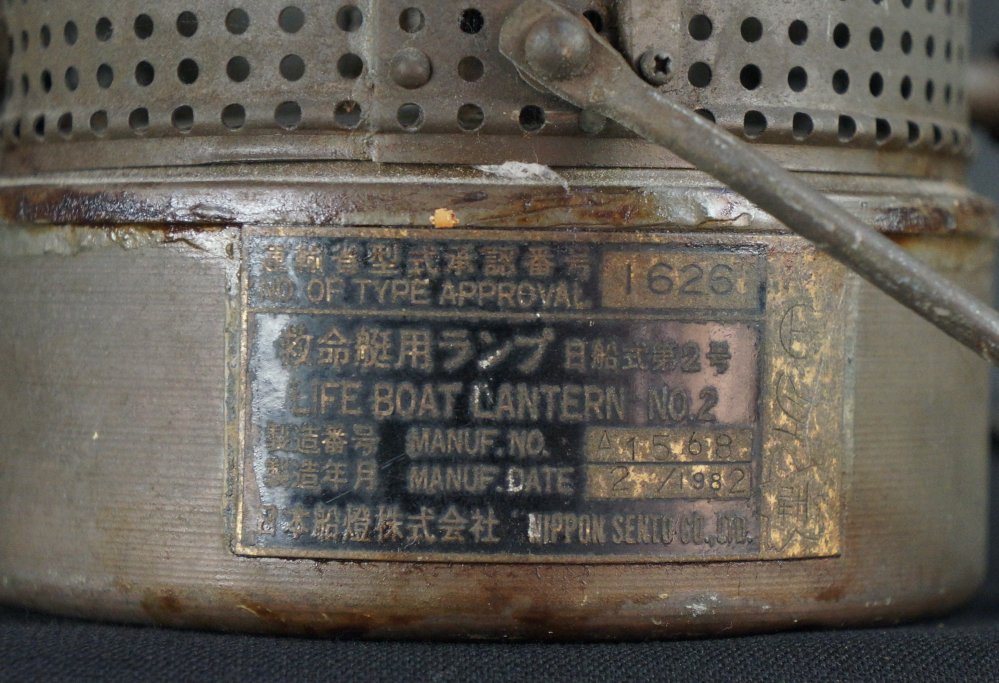 運輸省型式承認番号
NO. OF TYPE APPROVAL 1626
救命艇用ランプ 日船式第2号
LIFE BOAT LANTERN NO.2
製造番号 MANUF. NO. A1568
製造年月 MANUF. DATE 2 /1982
日本船燈株式会社 NIPPON SENTO CO., LTD.